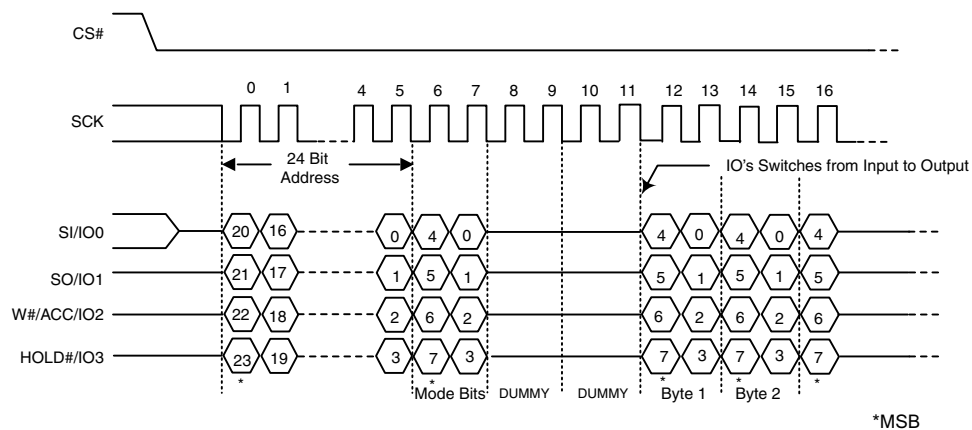 CS#
0 1 4 5 6 7 8 9 10 11 12 13 14 15 16
SCK
24 Bit
Address
IO's Switches from Input to Output
SI/IO0 20 16 0 4 0 4 0 4 0 4
SO/IO1 21 17 1 5 1 5 1 5 1 5
W#/ACC/IO2 22 18 2 6 2 6 2 6 2 6
HOLD#/IO3 23 19 3 7 3 7 3 7 3 7
* * * * *
Mode Bits DUMMY DUMMY Byte 1 Byte 2
*MSB